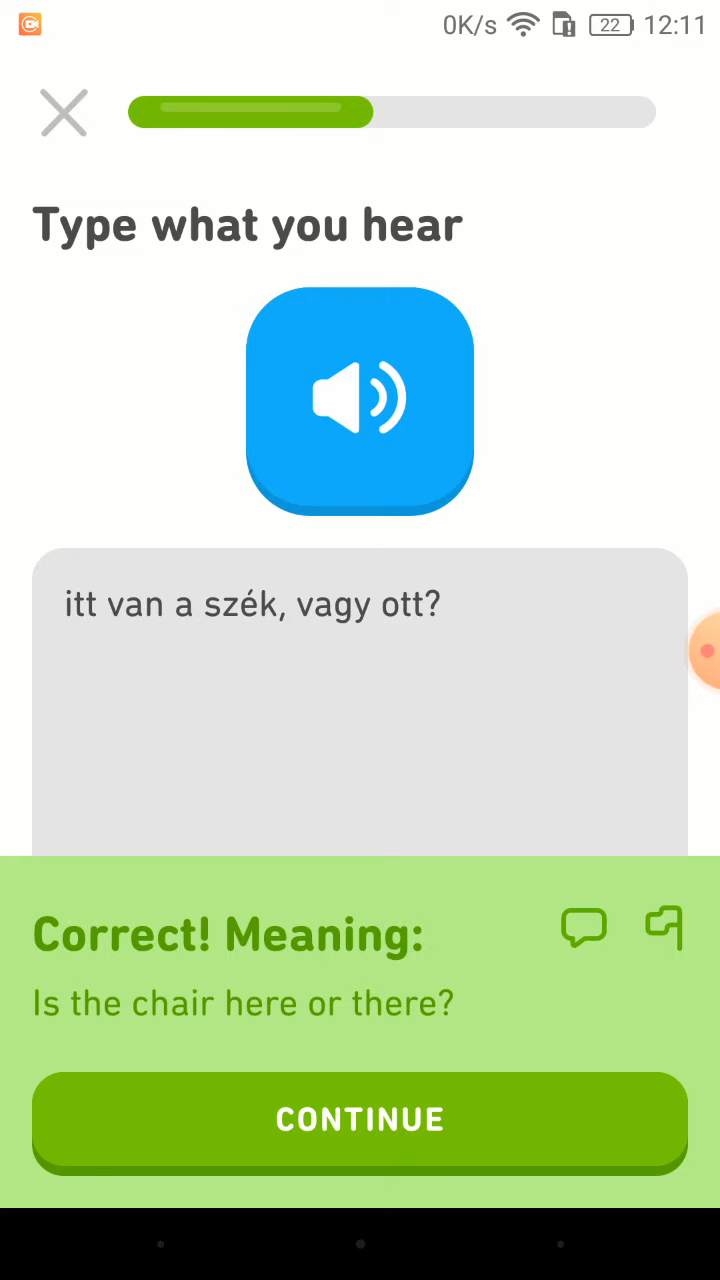 0K/s 22 12:11
Type what you hear
itt van a szék, vagy ott?
Correct! Meaning:
Is the chair here or there?
CONTINUE